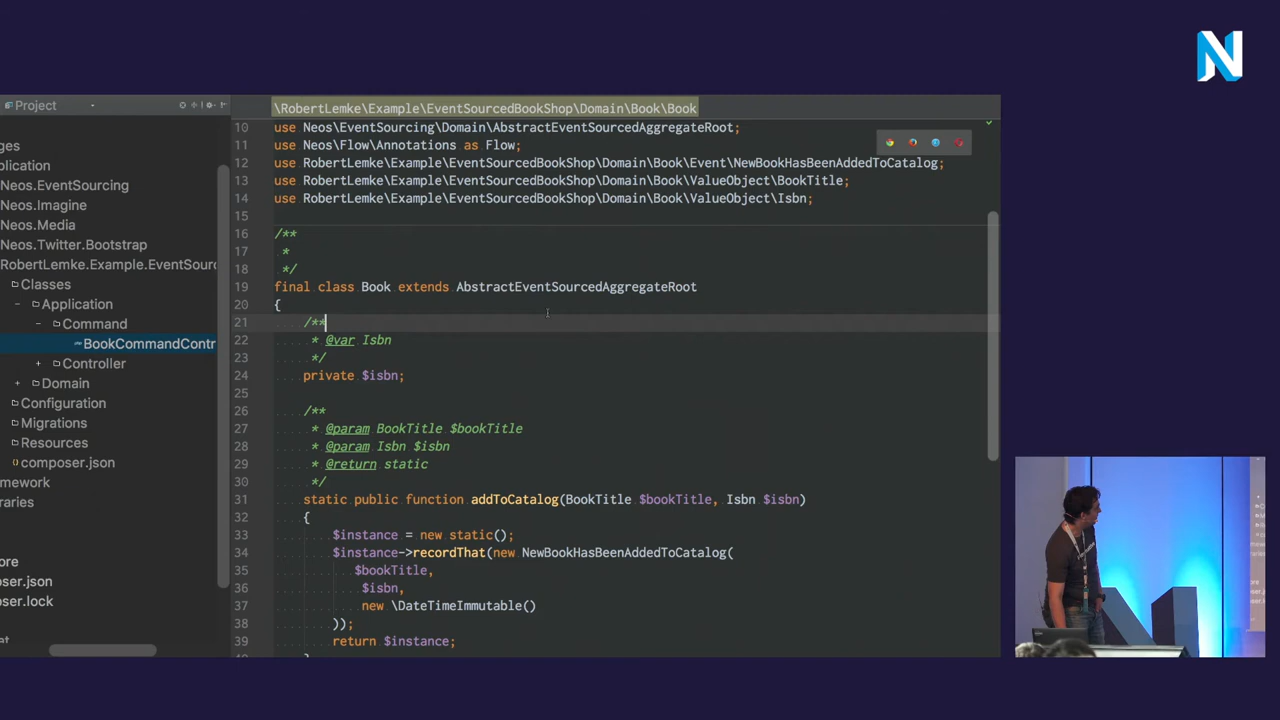 Project
ges
plication
Neos.EventSourcing
Neos.Imagine
Neos.Media
Neos.Twitter.Bootstrap
RobertLemke.Example.EventSourc
Classes
Application
Command
BookCommandContr
Controller
Domain
Configuration
Migrations
Resources
composer.json
mework
raries
ore
oser.json
oser.lock
at
\RobertLemke\Example\EventSourcedBookShop\Domain\Book\Book
10 use Neos\EventSourcing\Domain\AbstractEventSourcedAggregateRoot;
11 use Neos\Flow\Annotations as Flow;
12 use RobertLemke\Example\EventSourcedBookShop\Domain\Book\Event\NewBookHasBeenAddedToCatalog;
13 use RobertLemke\Example\EventSourcedBookShop\Domain\Book\ValueObject\BookTitle;
14 use RobertLemke\Example\EventSourcedBookShop\Domain\Book\ValueObject\Isbn;
15
16 /**
17 *
18 */
19 final class Book extends AbstractEventSourcedAggregateRoot
20 {
21 /**
22 * @var Isbn
23 */
24 private $isbn;
25
26 /**
27 * @param BookTitle $bookTitle
28 * @param Isbn $isbn
29 * @return static
30 */
31 static public function addToCatalog(BookTitle $bookTitle, Isbn $isbn)
32 {
33 $instance = new static();
34 $instance->recordThat(new NewBookHasBeenAddedToCatalog(
35 $bookTitle,
36 $isbn,
37 new \DateTimeImmutable()
38 ));
39 return $instance;
N